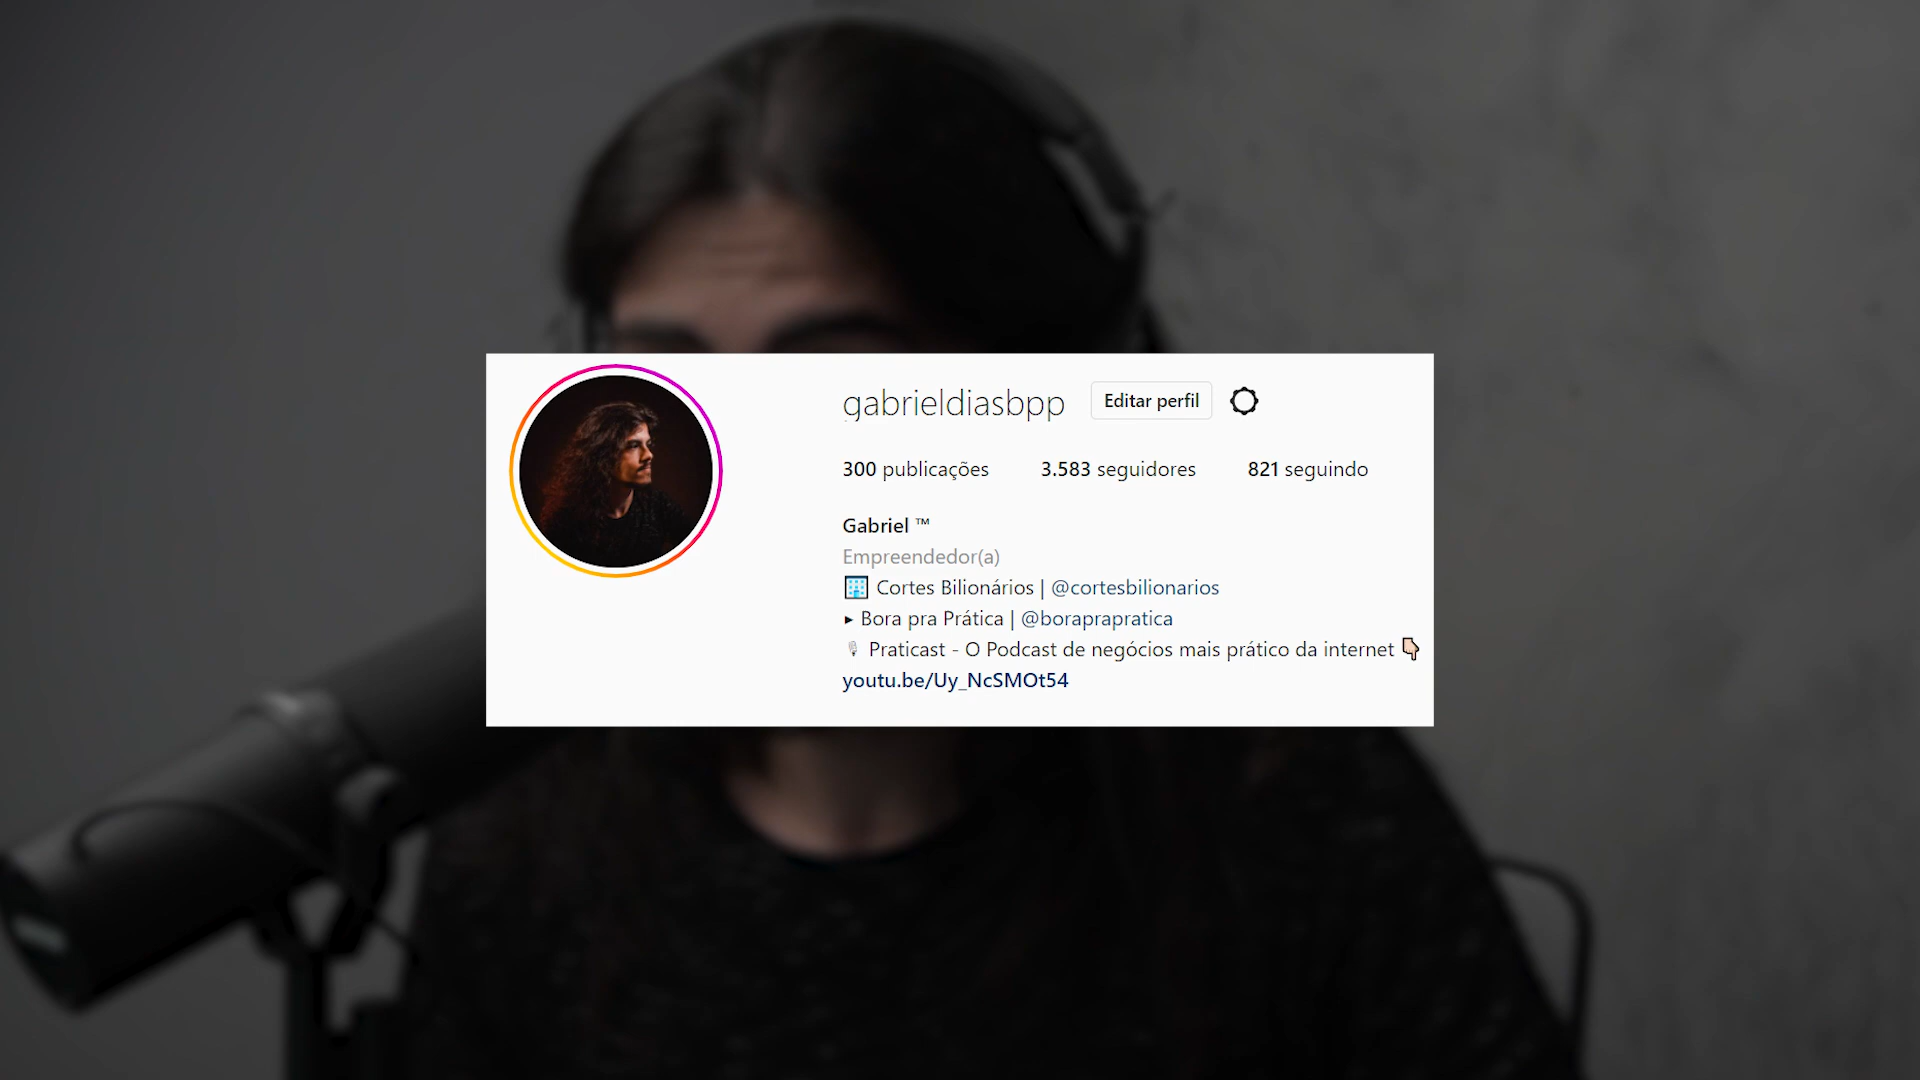 gabrieldiasbpp Editar perfil
300 publicações 3.583 seguidores 821 seguindo
Gabriel ™
Empreendedor(a)
🏢 Cortes Bilionários | @cortesbilionarios
▸ Bora pra Prática | @boraprapratica
🎙 Praticast - O Podcast de negócios mais prático da internet 👇🏻
youtu.be/Uy_NcSMOt54